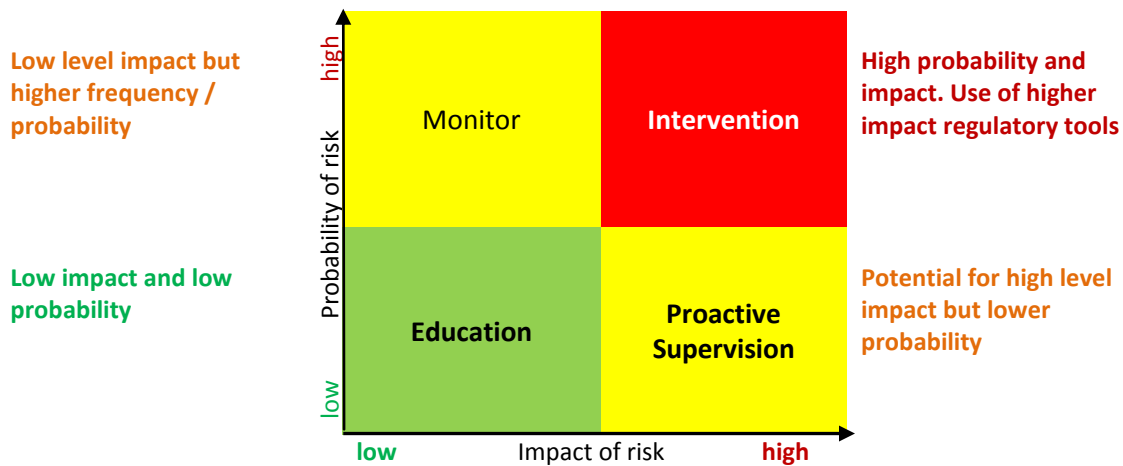 Low level impact but
higher frequency /
probability
high
Monitor
Intervention
High probability and
impact. Use of higher
impact regulatory tools
Probability of risk
Low impact and low
probability
Education
Proactive
Supervision
Potential for high level
impact but lower
probability
low
low
Impact of risk
high